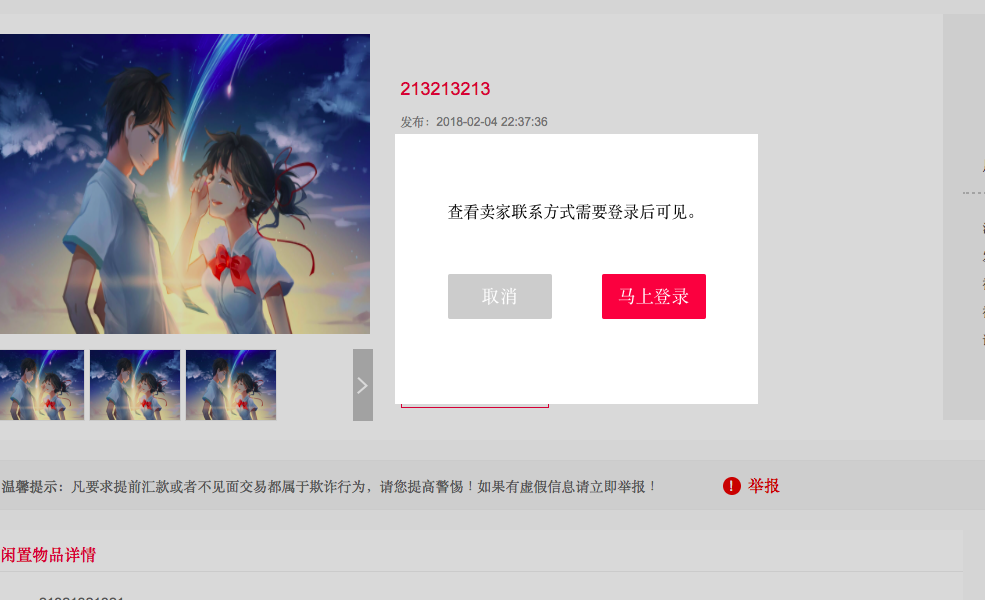 213213213
发布：2018-02-04 22:37:36
查看卖家联系方式需要登录后可见。
取消
马上登录
温馨提示：凡要求提前汇款或者不见面交易都属于欺诈行为，请您提高警惕！如果有虚假信息请立即举报！
! 举报
闲置物品详情